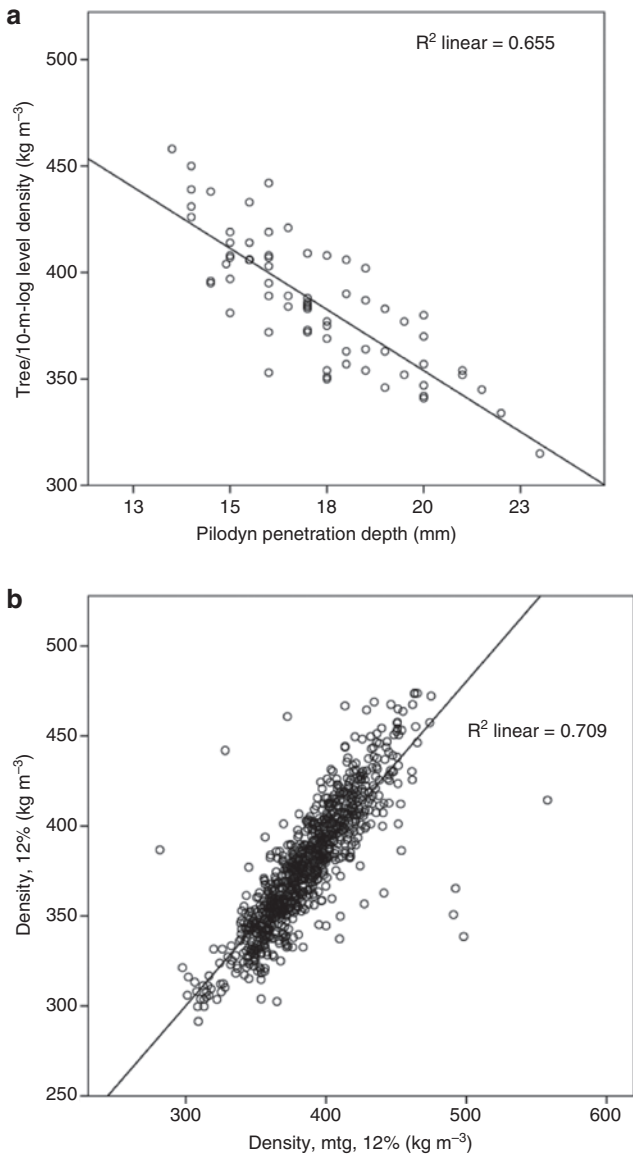 a
R² linear = 0.655
Tree/10-m-log level density (kg m⁻³)
500
450
400
350
300
13 15 18 20 23
Pilodyn penetration depth (mm)
b
R² linear = 0.709
Density, 12% (kg m⁻³)
500
450
400
350
300
250
300 400 500 600
Density, mtg, 12% (kg m⁻³)